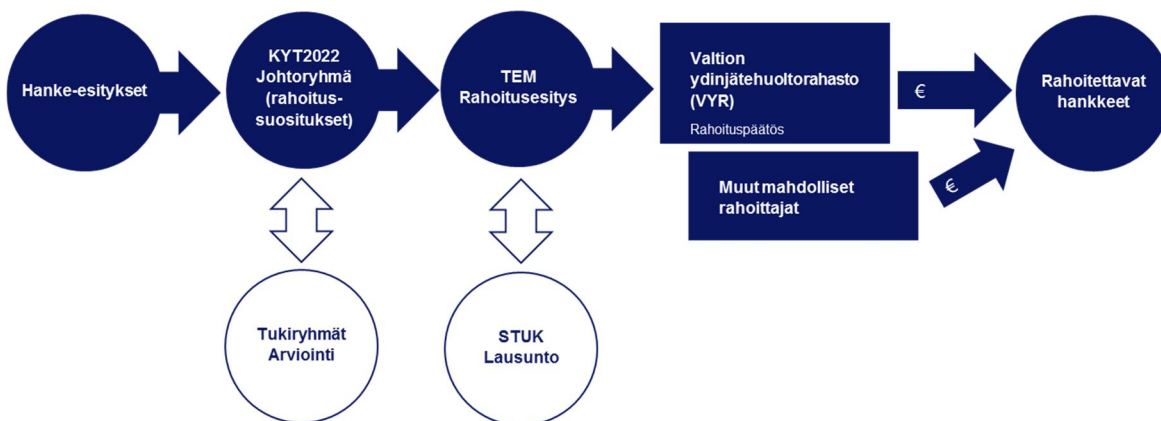 Hanke-esitykset
KYT2022
Johtoryhmä
(rahoitus-
suositukset)
TEM
Rahoitusesitys
Valtion
ydinjätehuoltorahasto
(VYR)
Rahoituspäätös
€
Rahoitettavat
hankkeet
Muut mahdolliset
rahoittajat
€
Tukiryhmät
Arviointi
STUK
Lausunto